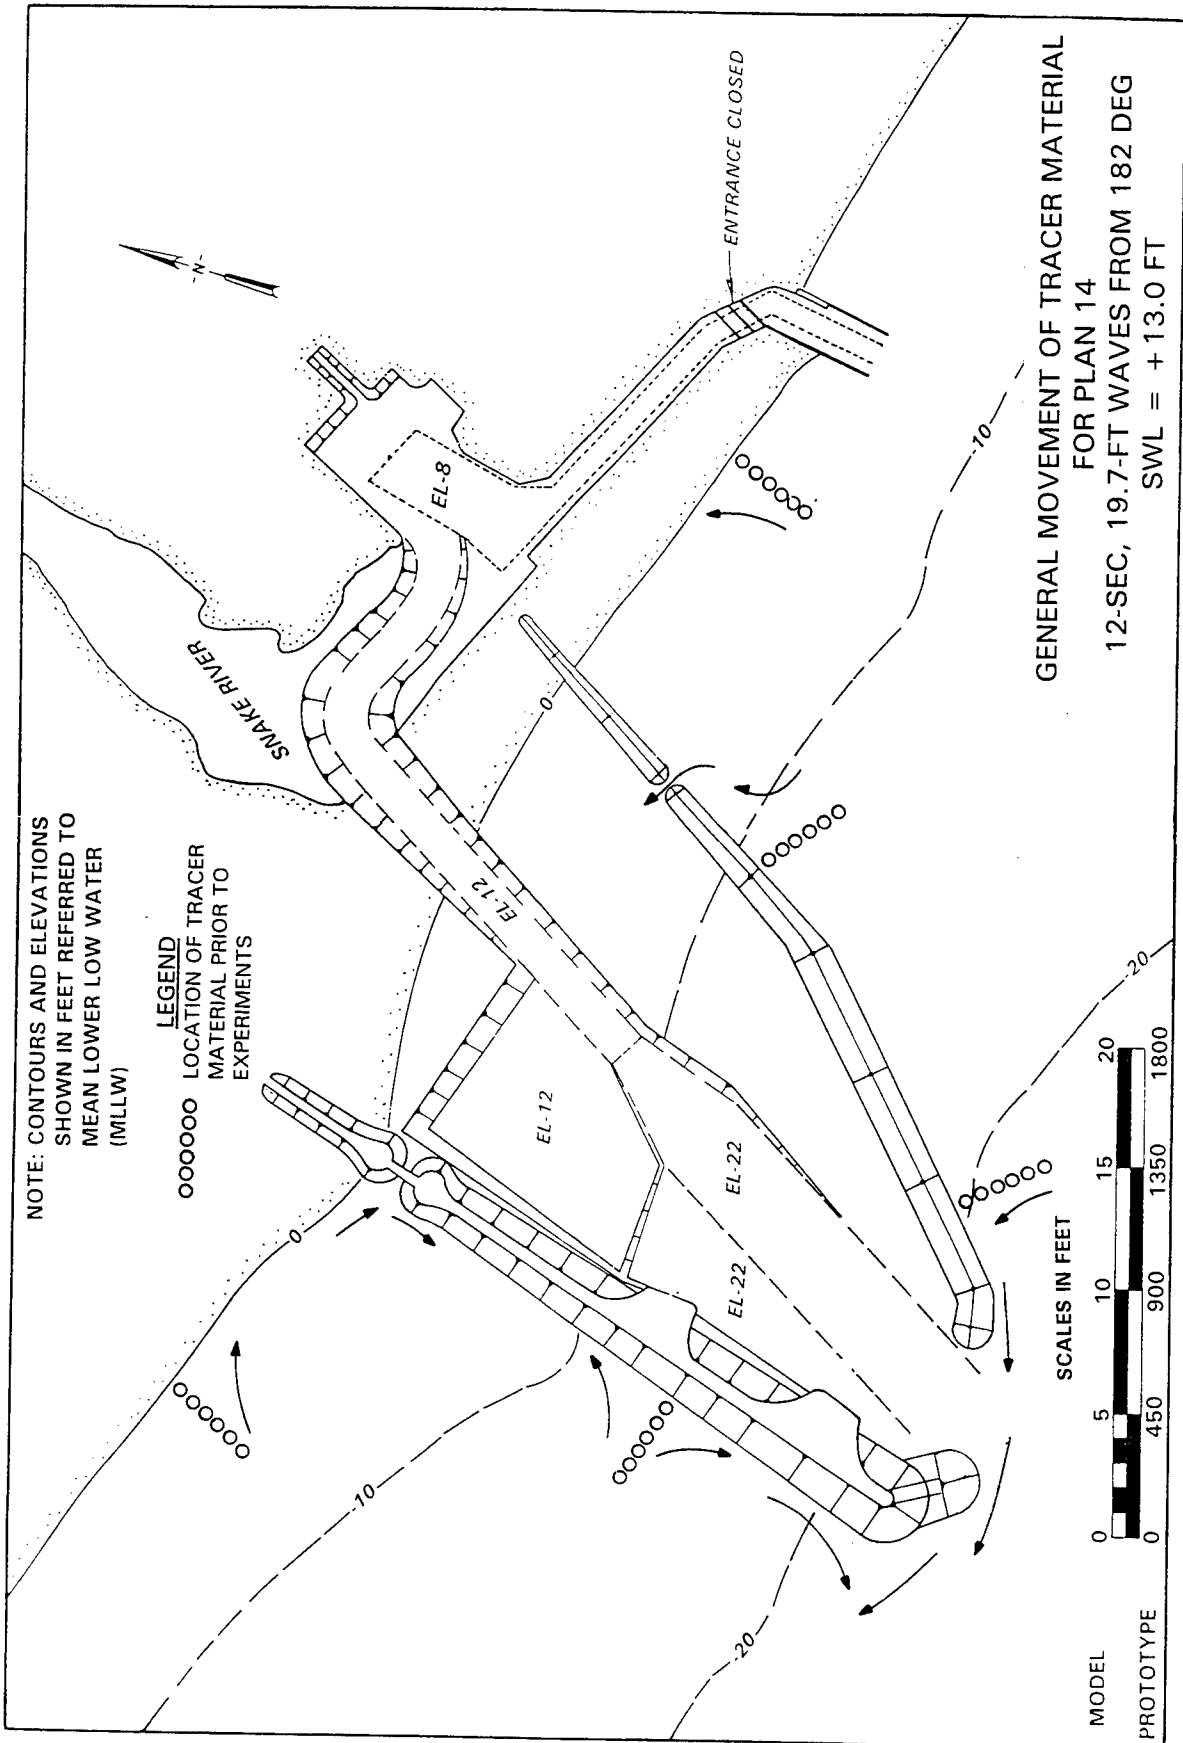 NOTE: CONTOURS AND ELEVATIONS
SHOWN IN FEET REFERRED TO
MEAN LOWER LOW WATER
(MLLW)
LEGEND
LOCATION OF TRACER
MATERIAL PRIOR TO
EXPERIMENTS
SNAKE RIVER
-N-
ENTRANCE CLOSED
EL-8
EL-12
EL-12
EL-22
EL-22
0
0
-10
-10
-20
-20
SCALES IN FEET
MODEL 0 5 10 15 20
PROTOTYPE 0 450 900 1350 1800
GENERAL MOVEMENT OF TRACER MATERIAL
FOR PLAN 14
12-SEC, 19.7-FT WAVES FROM 182 DEG
SWL = +13.0 FT